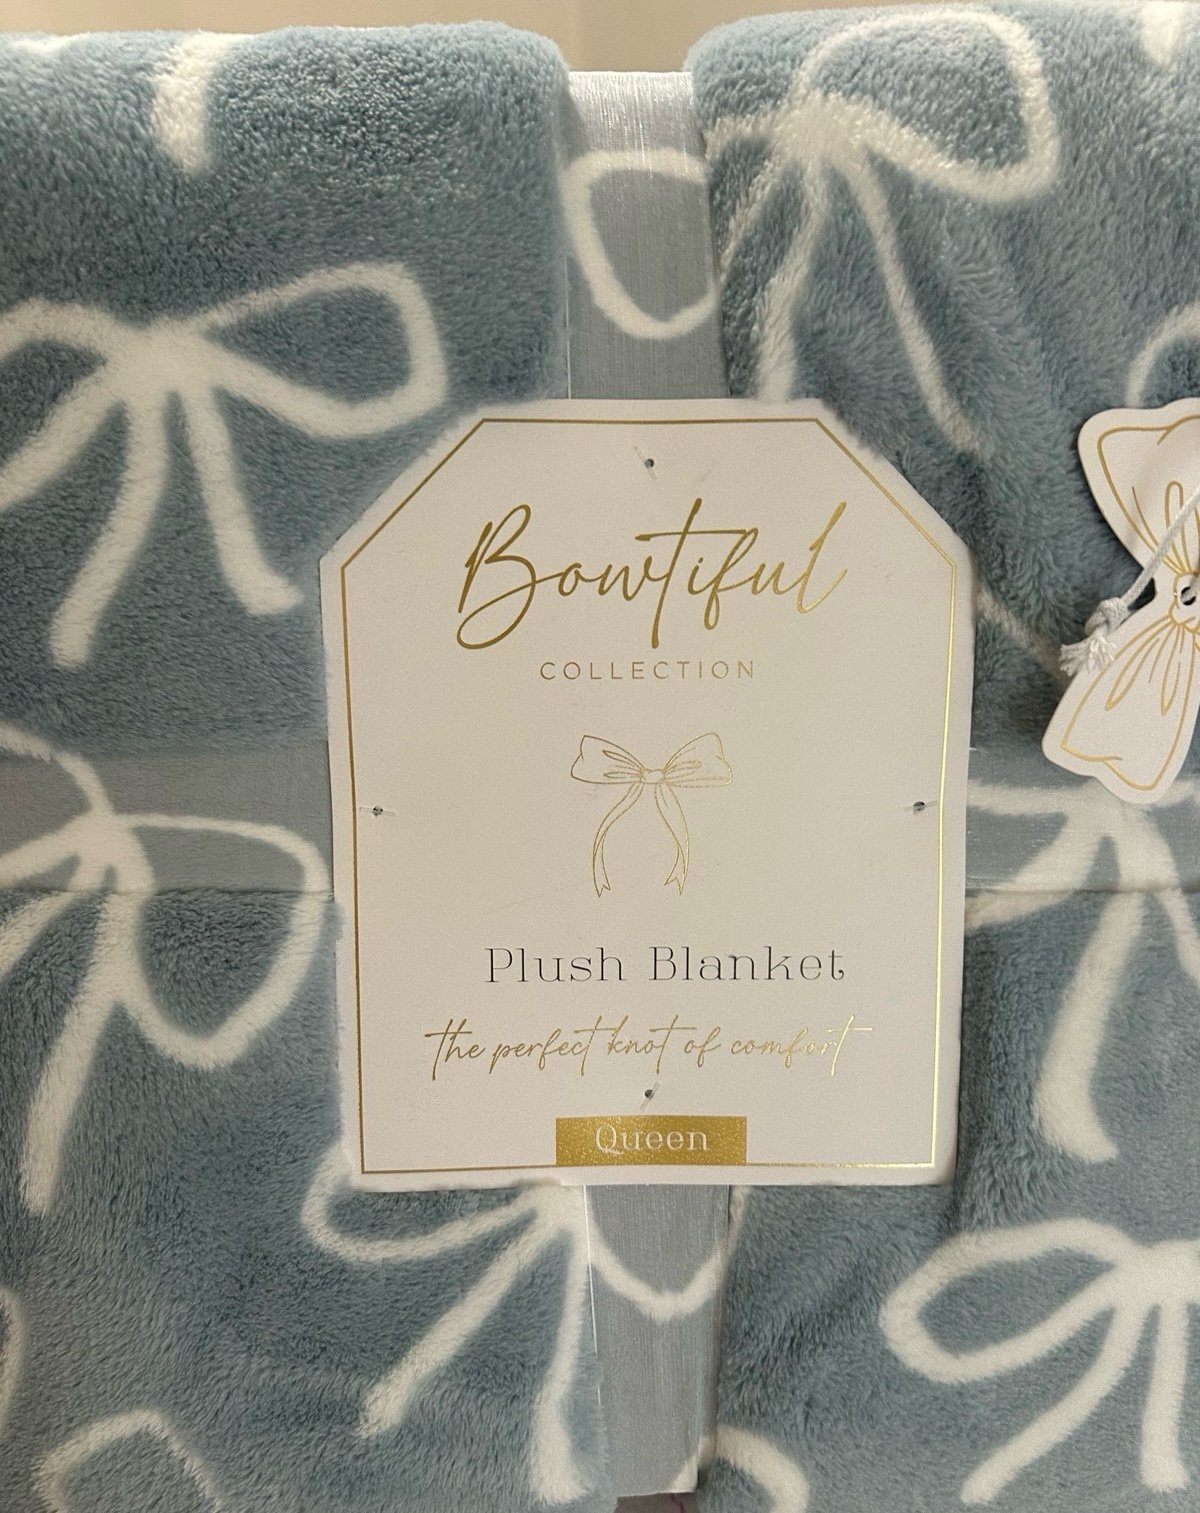 Bowtiful
COLLECTION
Plush Blanket
the perfect knot of comfort
Queen